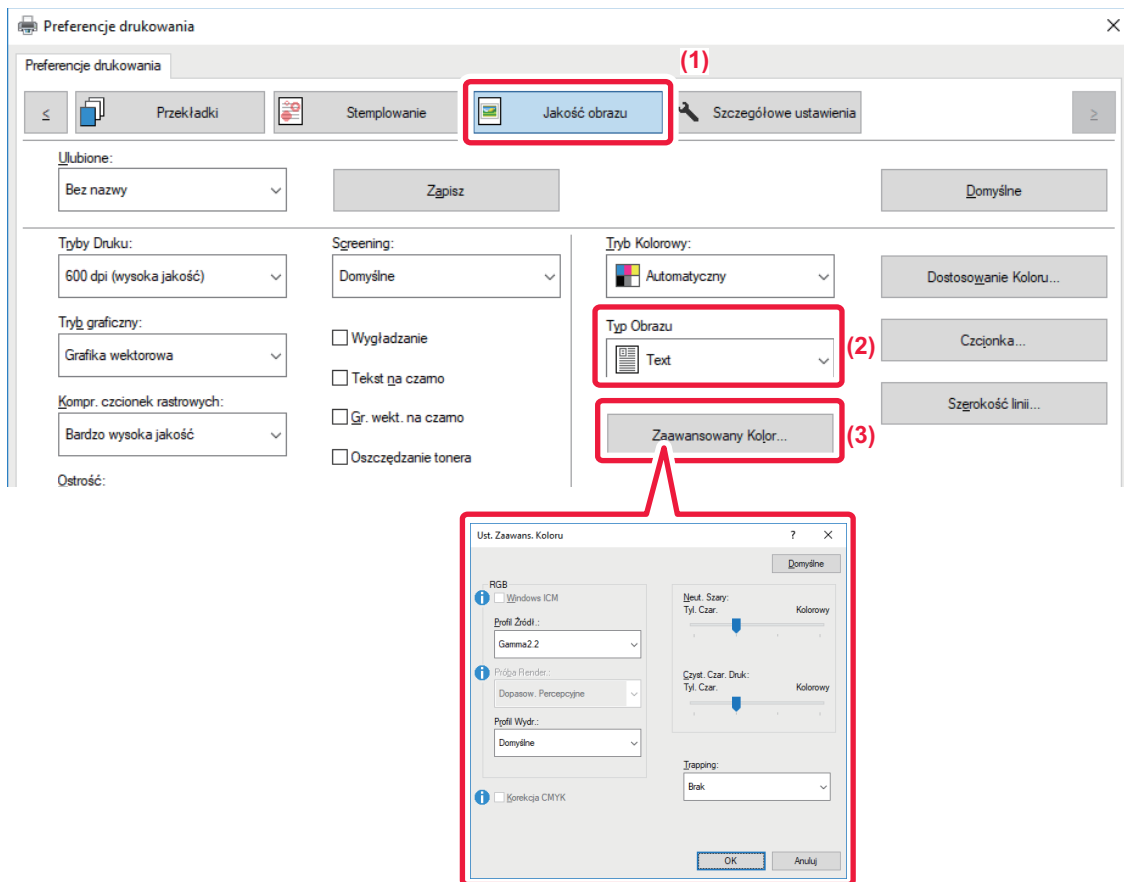 Preferencje drukowania
Preferencje drukowania
(1)
<
Przekładki
Stemplowanie
Jakość obrazu
Szczegółowe ustawienia
>
Ulubione:
Bez nazwy
Zapisz
Domyślne
Tryby Druku:
600 dpi (wysoka jakość)
Screening:
Domyślne
Tryb Kolorowy:
Automatyczny
Dostosowanie Koloru...
Tryb graficzny:
Grafika wektorowa
Wygładzanie
Typ Obrazu
Text
(2)
Czcjonka...
Tekst na czarno
Kompr. czcionek rastrowych:
Bardzo wysoka jakość
Gr. wekt. na czarno
Oszczędzanie tonera
Zaawansowany Kolor...
(3)
Szerokość linii...
Ostrość:
Ust. Zaawans. Koloru
?
Domyślne
RGB
Windows ICM
Profil Źródł.:
Gamma2.2
Próba Render.:
Dopasow. Percepcyjne
Profil Wydr.:
Domyślne
Korekcja CMYK
Neut. Szary:
Tyl. Czar. Kolorowy
Czyst. Czar. Druk:
Tyl. Czar. Kolorowy
Trapping:
Brak
OK
Anuluj